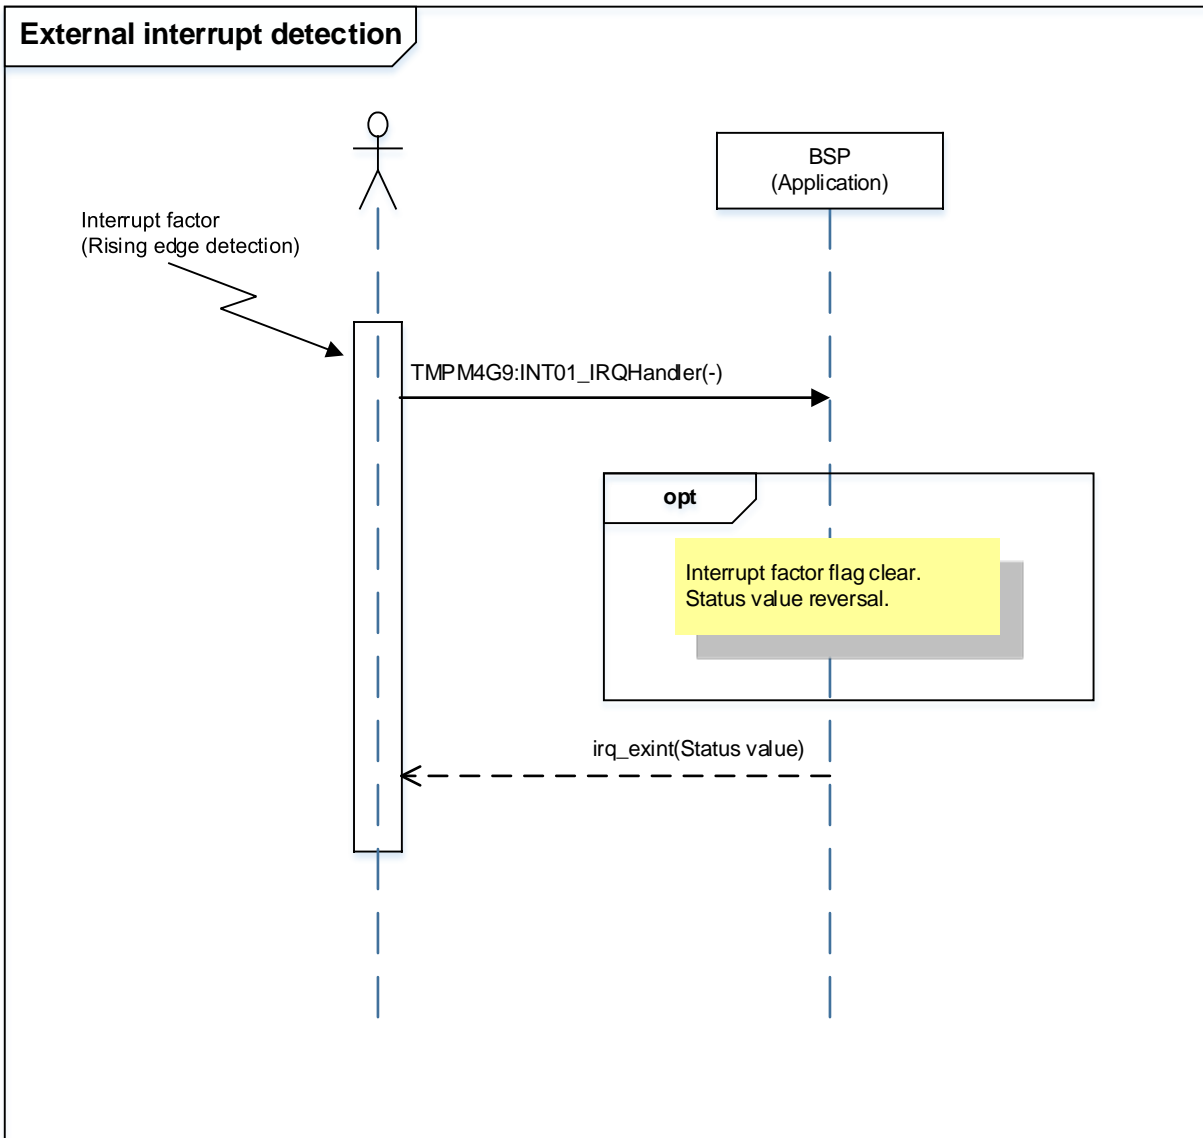 External interrupt detection
BSP
(Application)
Interrupt factor
(Rising edge detection)
TMPM4G9:INT01_IRQHandler(-)
opt
Interrupt factor flag clear.
Status value reversal.
irq_exint(Status value)